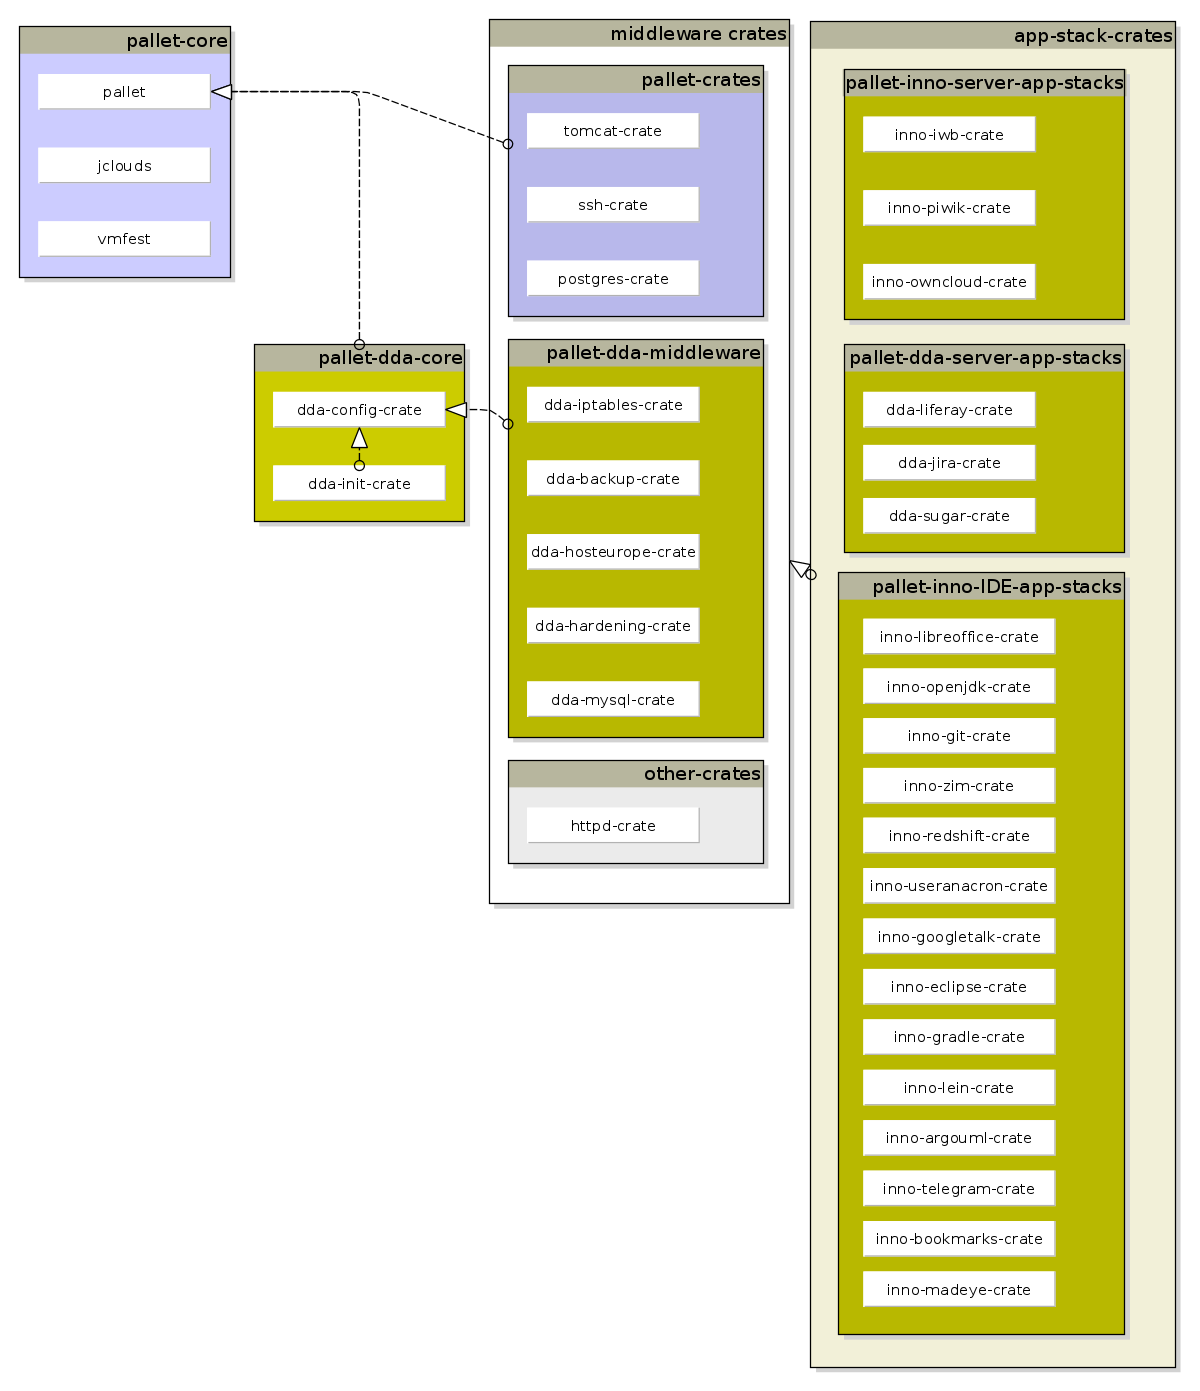 pallet-core
pallet
jclouds
vmfest
pallet-dda-core
dda-config-crate
dda-init-crate
middleware crates
pallet-crates
tomcat-crate
ssh-crate
postgres-crate
pallet-dda-middleware
dda-iptables-crate
dda-backup-crate
dda-hosteurope-crate
dda-hardening-crate
dda-mysql-crate
other-crates
httpd-crate
app-stack-crates
pallet-inno-server-app-stacks
inno-iwb-crate
inno-piwik-crate
inno-owncloud-crate
pallet-dda-server-app-stacks
dda-liferay-crate
dda-jira-crate
dda-sugar-crate
pallet-inno-IDE-app-stacks
inno-libreoffice-crate
inno-openjdk-crate
inno-git-crate
inno-zim-crate
inno-redshift-crate
inno-useranacron-crate
inno-googletalk-crate
inno-eclipse-crate
inno-gradle-crate
inno-lein-crate
inno-argouml-crate
inno-telegram-crate
inno-bookmarks-crate
inno-madeye-crate